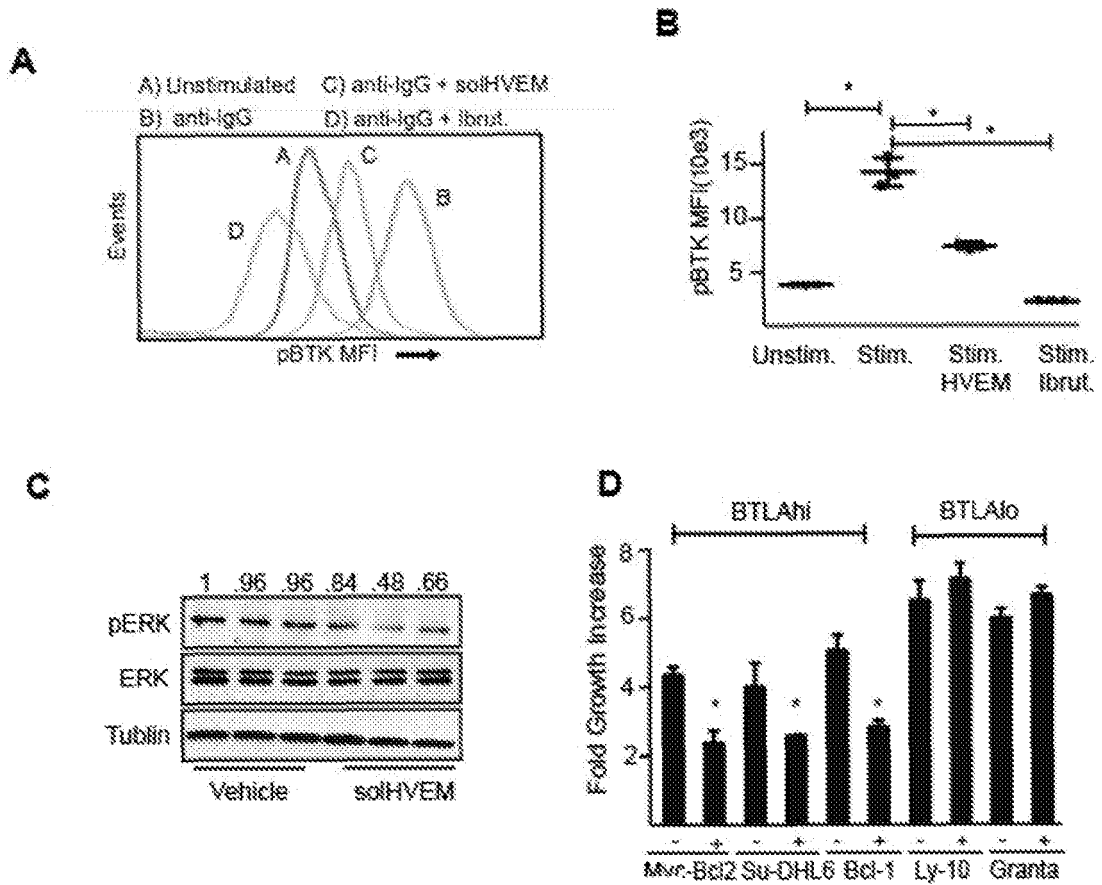 A
A) Unstimulated C) anti-IgG + solHVEM
B) anti-IgG D) anti-IgG + Ibrut.
A
C
B
D
Events
pBTK MFI
B
* 
*
*
pBTK MFI(10e3)
15
10
5
Unstim. Stim. Stim. Stim.
HVEM Ibrut.
C
1 .96 .96 .84 .48 .66
pERK
ERK
Tublin
Vehicle solHVEM
D
BTLAhi BTLAlo
Fold Growth Increase
8
6
4
2
* * *
- + - + - + - + - +
Myc-Bcl2 Su-DHL6 Bcl-1 Ly-10 Granta